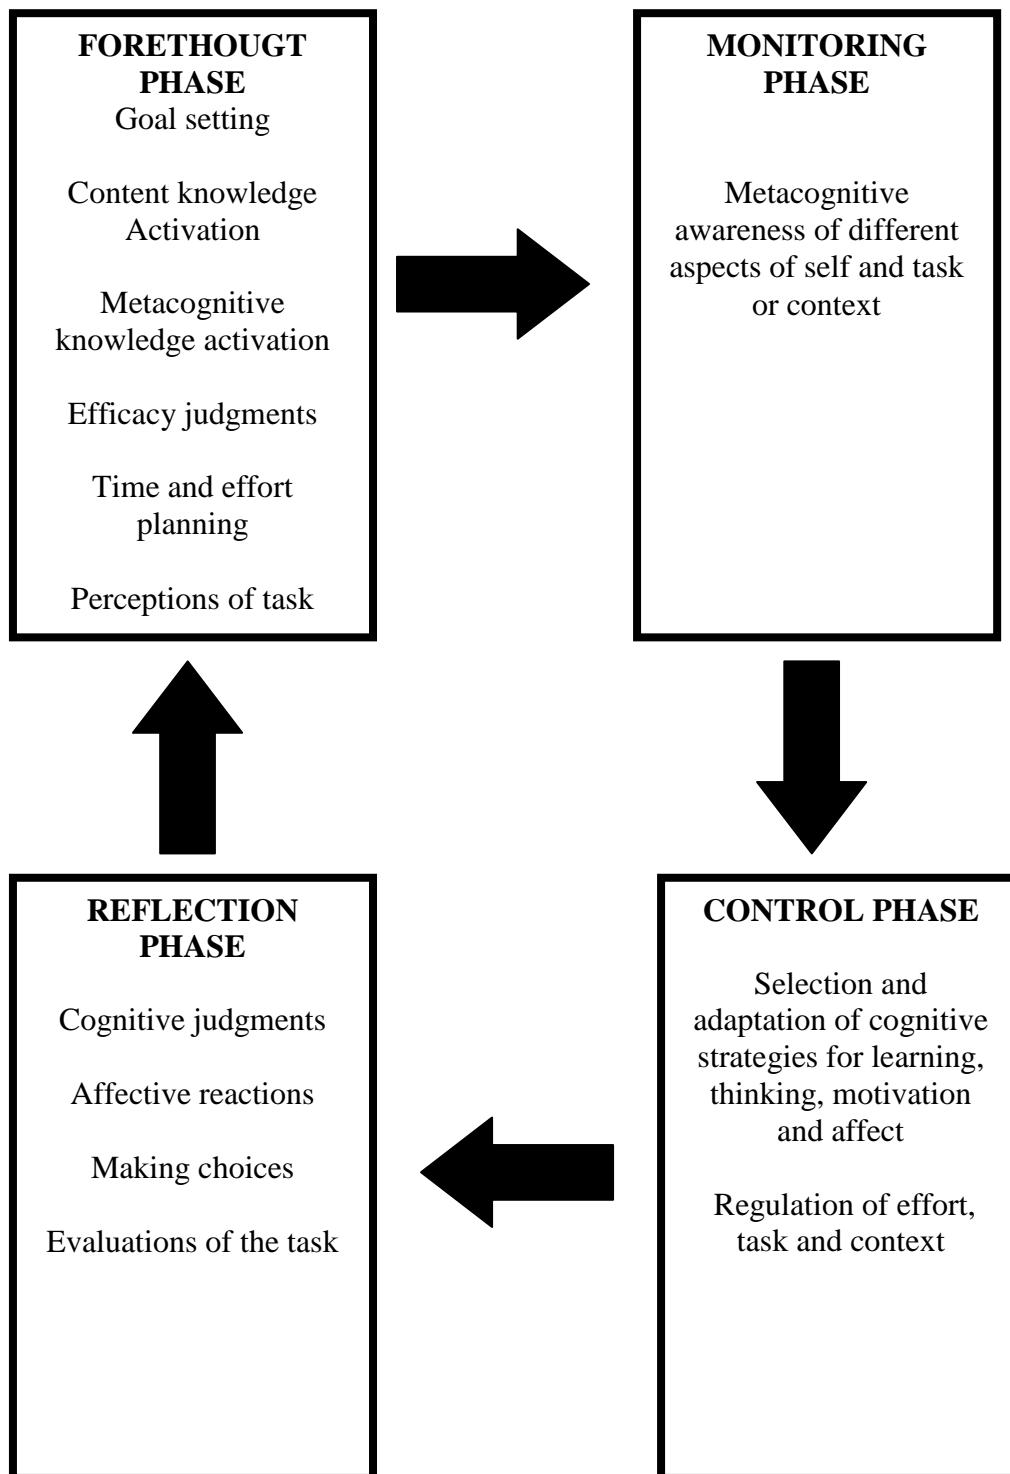 FORETHOUGT
PHASE
Goal setting
Content knowledge
Activation
Metacognitive
knowledge activation
Efficacy judgments
Time and effort
planning
Perceptions of task
MONITORING
PHASE
Metacognitive
awareness of different
aspects of self and task
or context
REFLECTION
PHASE
Cognitive judgments
Affective reactions
Making choices
Evaluations of the task
CONTROL PHASE
Selection and
adaptation of cognitive
strategies for learning,
thinking, motivation
and affect
Regulation of effort,
task and context